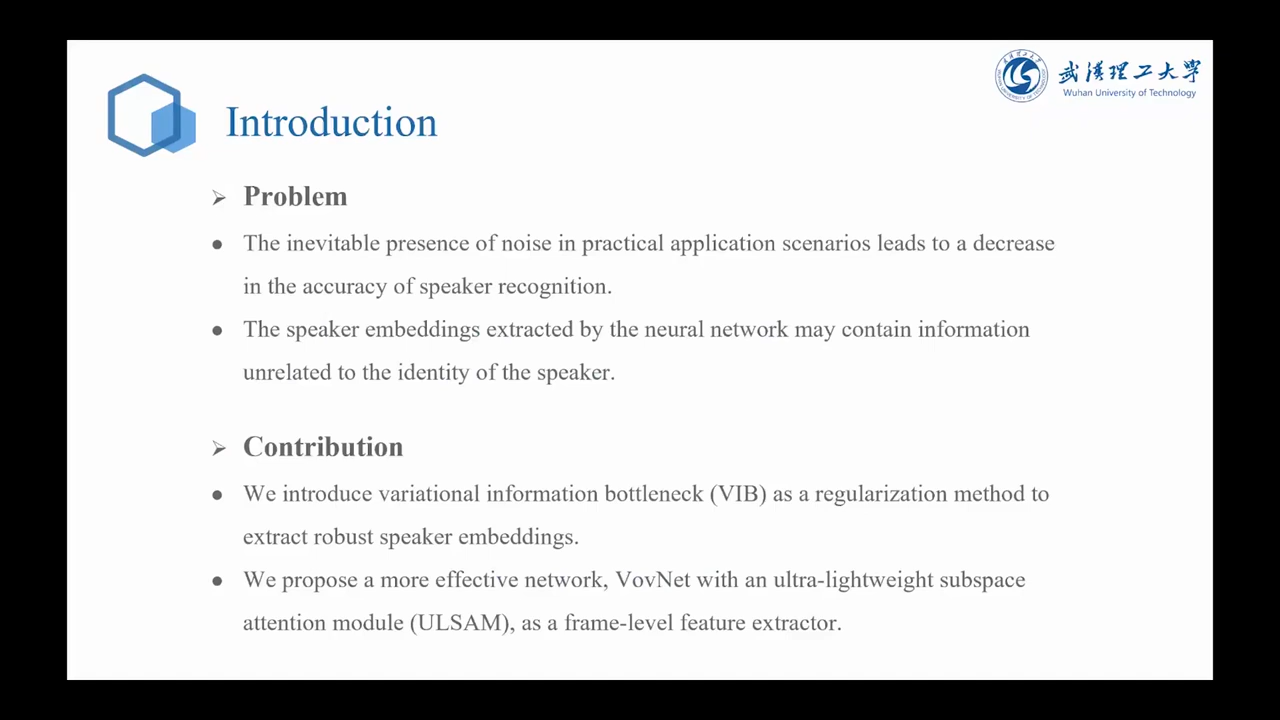 武汉理工大学
Wuhan University of Technology
Introduction
➢ Problem
● The inevitable presence of noise in practical application scenarios leads to a decrease
in the accuracy of speaker recognition.
● The speaker embeddings extracted by the neural network may contain information
unrelated to the identity of the speaker.
➢ Contribution
● We introduce variational information bottleneck (VIB) as a regularization method to
extract robust speaker embeddings.
● We propose a more effective network, VovNet with an ultra-lightweight subspace
attention module (ULSAM), as a frame-level feature extractor.